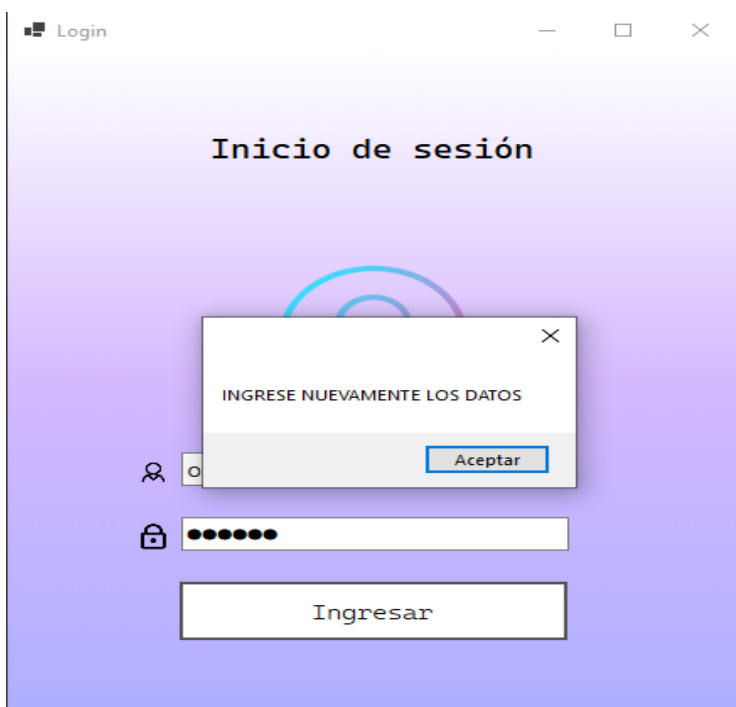 Login
Inicio de sesión
INGRESE NUEVAMENTE LOS DATOS
Aceptar
Ingresar